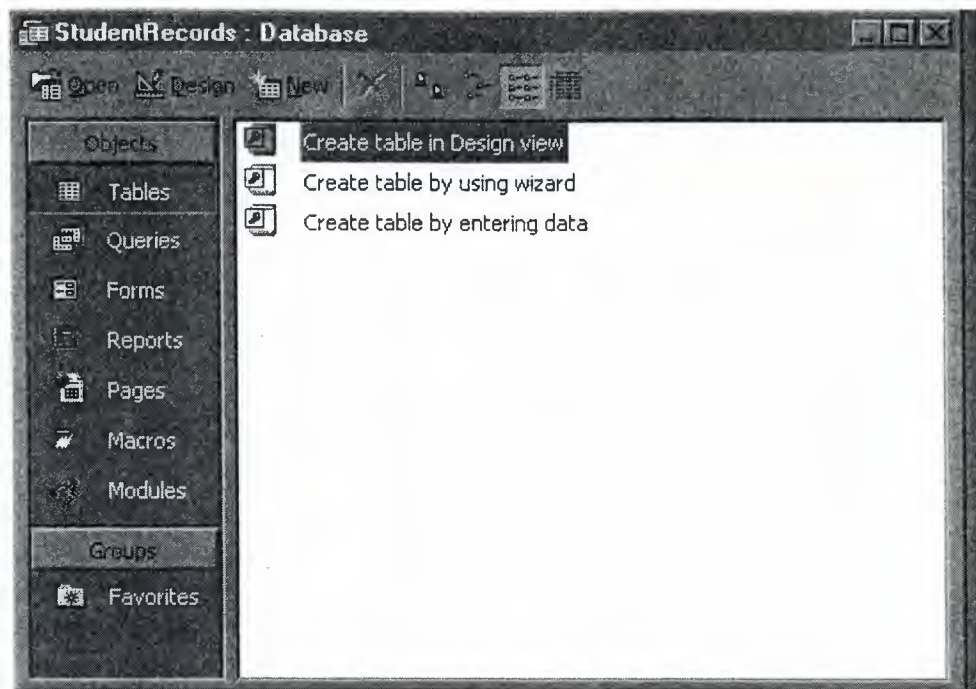 StudentRecords : Database
Open Design New
Objects
Tables
Queries
Forms
Reports
Pages
Macros
Modules
Groups
Favorites
Create table in Design view
Create table by using wizard
Create table by entering data